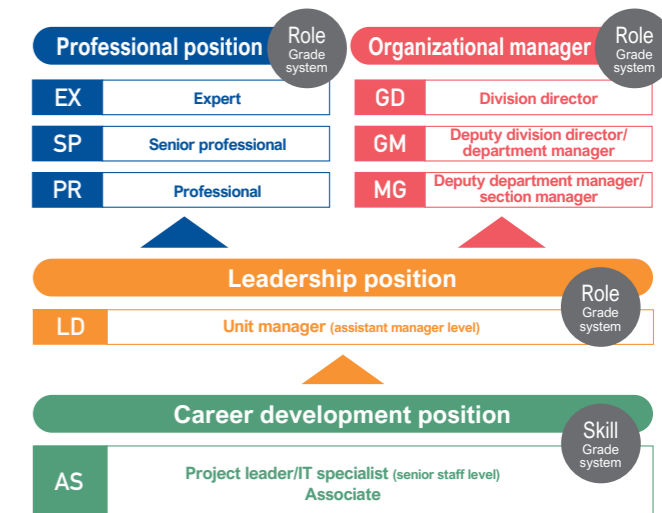 Professional position
Role
Grade
system
Organizational manager
Role
Grade
system
EX
Expert
SP
Senior professional
PR
Professional
GD
Division director
GM
Deputy division director/
department manager
MG
Deputy department manager/
section manager
Leadership position
Role
Grade
system
LD
Unit manager (assistant manager level)
Career development position
Skill
Grade
system
AS
Project leader/IT specialist (senior staff level)
Associate